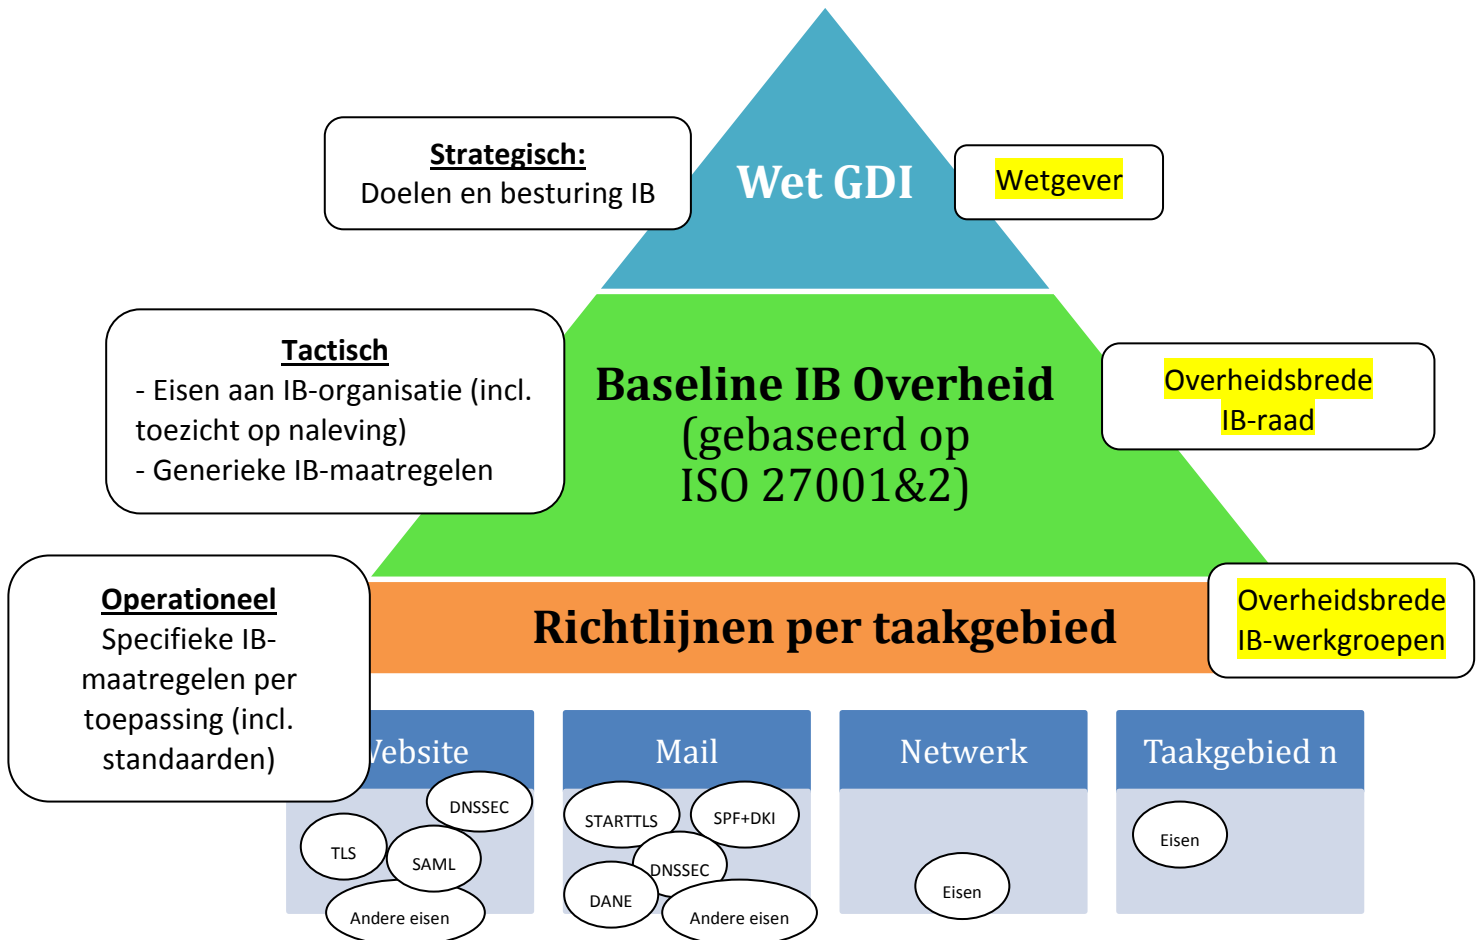 Strategisch:
Doelen en besturing IB
Wet GDI
Wetgever
Tactisch
- Eisen aan IB-organisatie (incl.
toezicht op naleving)
- Generieke IB-maatregelen
Baseline IB Overheid
(gebaseerd op
ISO 27001&2)
Overheidsbrede
IB-raad
Operationeel
Specifieke IB-
maatregelen per
toepassing (incl.
standaarden)
Richtlijnen per taakgebied
Overheidsbrede
IB-werkgroepen
Website
DNSSEC
TLS
SAML
Andere eisen
Mail
STARTTLS
SPF+DKI
DNSSEC
DANE
Andere eisen
Netwerk
Eisen
Taakgebied n
Eisen